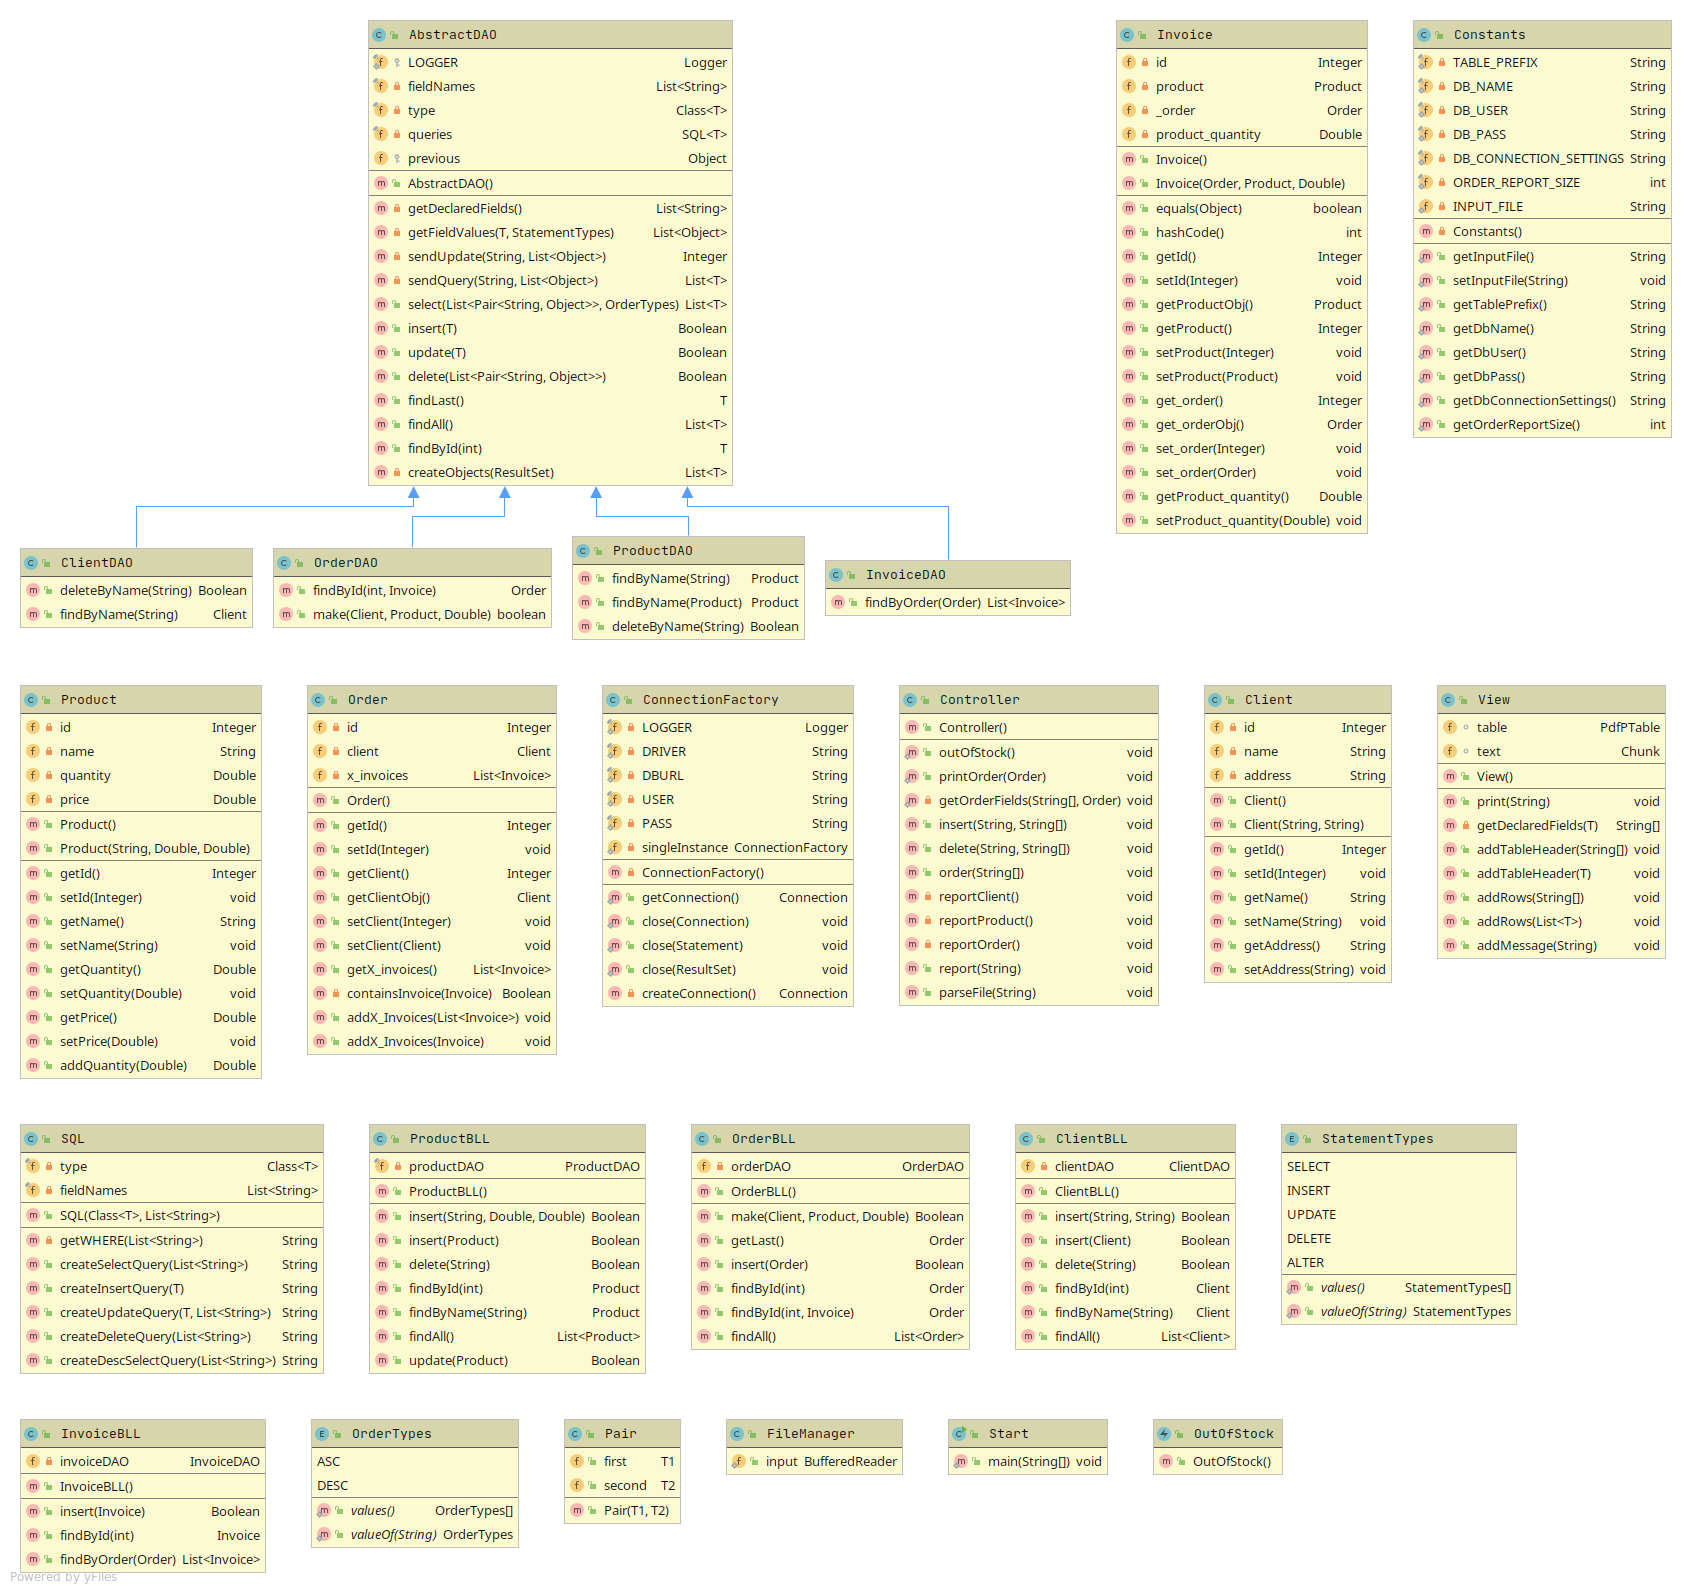 AbstractDAO
LOGGER Logger
fieldNames List<String>
type Class<T>
queries SQL<T>
previous Object
AbstractDAO()
getDeclaredFields() List<String>
getFieldValues(T, StatementTypes) List<Object>
sendUpdate(String, List<Object>) Integer
sendQuery(String, List<Object>) List<T>
select(List<Pair<String, Object>>, OrderTypes) List<T>
insert(T) Boolean
update(T) Boolean
delete(List<Pair<String, Object>>) Boolean
findLast() T
findAll() List<T>
findById(int) T
createObjects(ResultSet) List<T>
Invoice
id Integer
product Product
_order Order
product_quantity Double
Invoice()
Invoice(Order, Product, Double)
equals(Object) boolean
hashCode() int
getId() Integer
setId(Integer) void
getProductObj() Product
getProduct() Integer
setProduct(Integer) void
setProduct(Product) void
get_order() Integer
get_orderObj() Order
set_order(Integer) void
set_order(Order) void
getProduct_quantity() Double
setProduct_quantity(Double) void
Constants
TABLE_PREFIX String
DB_NAME String
DB_USER String
DB_PASS String
DB_CONNECTION_SETTINGS String
ORDER_REPORT_SIZE int
INPUT_FILE String
Constants()
getInputFile() String
setInputFile(String) void
getTablePrefix() String
getDbName() String
getDbUser() String
getDbPass() String
getDbConnectionSettings() String
getOrderReportSize() int
ClientDAO
deleteByName(String) Boolean
findByName(String) Client
OrderDAO
findById(int, Invoice) Order
make(Client, Product, Double) boolean
ProductDAO
findByName(String) Product
findByName(Product) Product
deleteByName(String) Boolean
InvoiceDAO
findByOrder(Order) List<Invoice>
Product
id Integer
name String
quantity Double
price Double
Product()
Product(String, Double, Double)
getId() Integer
setId(Integer) void
getName() String
setName(String) void
getQuantity() Double
setQuantity(Double) void
getPrice() Double
setPrice(Double) void
addQuantity(Double) Double
Order
id Integer
client Client
x_invoices List<Invoice>
Order()
getId() Integer
setId(Integer) void
getClient() Integer
getClientObj() Client
setClient(Integer) void
setClient(Client) void
getX_invoices() List<Invoice>
containsInvoice(Invoice) Boolean
addX_Invoices(List<Invoice>) void
addX_Invoices(Invoice) void
ConnectionFactory
LOGGER Logger
DRIVER String
DBURL String
USER String
PASS String
singleInstance ConnectionFactory
ConnectionFactory()
getConnection() Connection
close(Connection) void
close(Statement) void
close(ResultSet) void
createConnection() Connection
Controller
Controller()
outOfStock() void
printOrder(Order) void
getOrderFields(String[], Order) void
insert(String, String[]) void
delete(String, String[]) void
order(String[]) void
reportClient() void
reportProduct() void
reportOrder() void
report(String) void
parseFile(String) void
Client
id Integer
name String
address String
Client()
Client(String, String)
getId() Integer
setId(Integer) void
getName() String
setName(String) void
getAddress() String
setAddress(String) void
View
table PdfPTable
text Chunk
View()
print(String) void
getDeclaredFields(T) String[]
addTableHeader(String[]) void
addTableHeader(T) void
addRows(String[]) void
addRows(List<T>) void
addMessage(String) void
SQL
type Class<T>
fieldNames List<String>
SQL(Class<T>, List<String>)
getWHERE(List<String>) String
createSelectQuery(List<String>) String
createInsertQuery(T) String
createUpdateQuery(T, List<String>) String
createDeleteQuery(List<String>) String
createDescSelectQuery(List<String>) String
ProductBLL
productDAO ProductDAO
ProductBLL()
insert(String, Double, Double) Boolean
insert(Product) Boolean
delete(String) Boolean
findById(int) Product
findByName(String) Product
findAll() List<Product>
update(Product) Boolean
OrderBLL
orderDAO OrderDAO
OrderBLL()
make(Client, Product, Double) Boolean
getLast() Order
insert(Order) Boolean
findById(int) Order
findById(int, Invoice) Order
findAll() List<Order>
ClientBLL
clientDAO ClientDAO
ClientBLL()
insert(String, String) Boolean
insert(Client) Boolean
delete(String) Boolean
findById(int) Client
findByName(String) Client
findAll() List<Client>
StatementTypes
SELECT
INSERT
UPDATE
DELETE
ALTER
values() StatementTypes[]
valueOf(String) StatementTypes
InvoiceBLL
invoiceDAO InvoiceDAO
InvoiceBLL()
insert(Invoice) Boolean
findById(int) Invoice
findByOrder(Order) List<Invoice>
OrderTypes
ASC
DESC
values() OrderTypes[]
valueOf(String) OrderTypes
Pair
first T1
second T2
Pair(T1, T2)
FileManager
input BufferedReader
Start
main(String[]) void
OutOfStock
OutOfStock()
Powered by yFiles